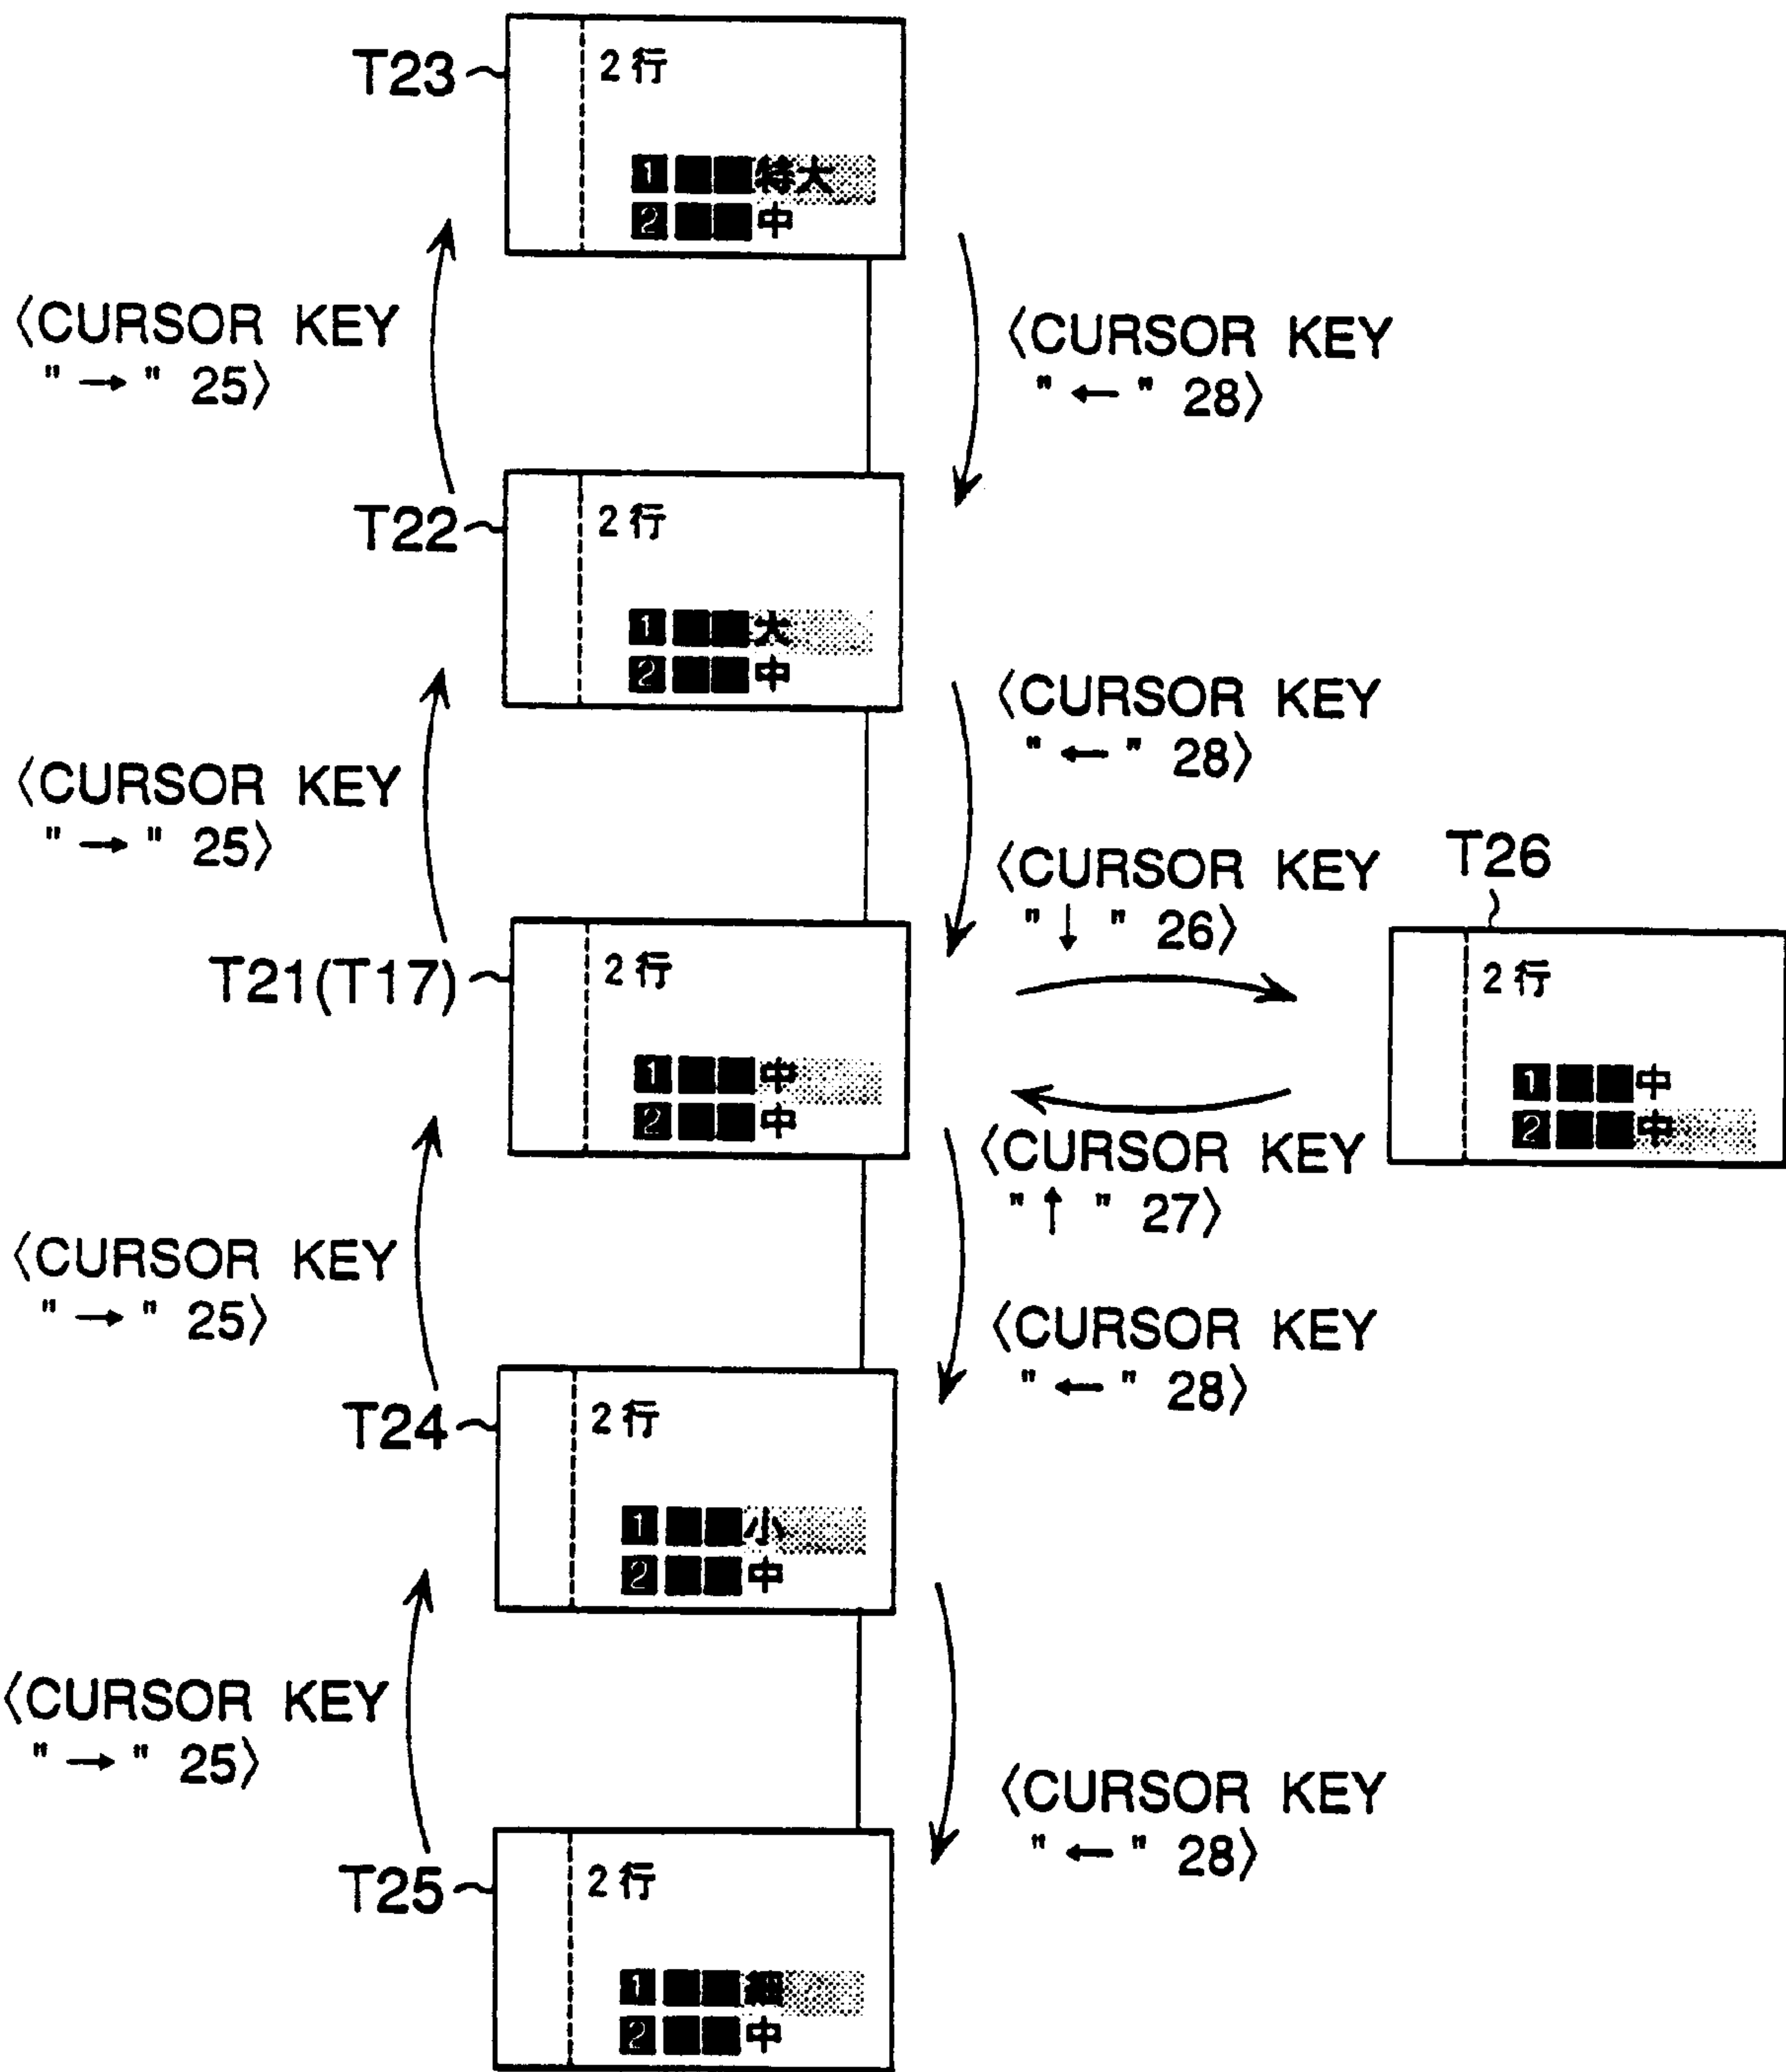 T23
2行
1 ■■特大
2 ■■中
〈CURSOR KEY
" → " 25〉
〈CURSOR KEY
" ← " 28〉
T22
2行
1 ■■大
2 ■■中
〈CURSOR KEY
" → " 25〉
〈CURSOR KEY
" ← " 28〉
〈CURSOR KEY
" ↓ " 26〉
T26
T21(T17)
2行
1 ■■中
2 ■■中
2行
1 ■■中
2 ■■中
〈CURSOR KEY
" ↑ " 27〉
〈CURSOR KEY
" → " 25〉
〈CURSOR KEY
" ← " 28〉
T24
2行
1 ■■小
2 ■■中
〈CURSOR KEY
" → " 25〉
〈CURSOR KEY
" ← " 28〉
T25
2行
1 ■■
2 ■■中